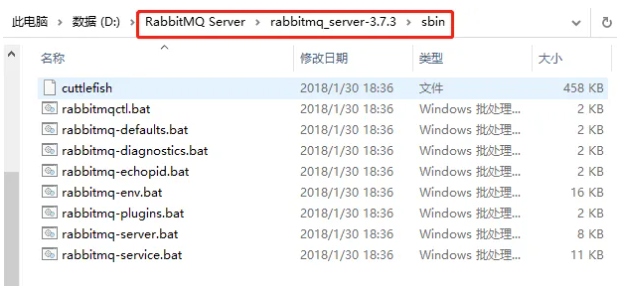 此电脑 › 数据 (D:) › RabbitMQ Server › rabbitmq_server-3.7.3 › sbin
名称 修改日期 类型 大小
cuttlefish 2018/1/30 18:36 文件 458 KB
rabbitmqctl.bat 2018/1/30 18:36 Windows 批处理... 2 KB
rabbitmq-defaults.bat 2018/1/30 18:36 Windows 批处理... 2 KB
rabbitmq-diagnostics.bat 2018/1/30 18:36 Windows 批处理... 2 KB
rabbitmq-echopid.bat 2018/1/30 18:36 Windows 批处理... 2 KB
rabbitmq-env.bat 2018/1/30 18:36 Windows 批处理... 16 KB
rabbitmq-plugins.bat 2018/1/30 18:36 Windows 批处理... 2 KB
rabbitmq-server.bat 2018/1/30 18:36 Windows 批处理... 8 KB
rabbitmq-service.bat 2018/1/30 18:36 Windows 批处理... 11 KB